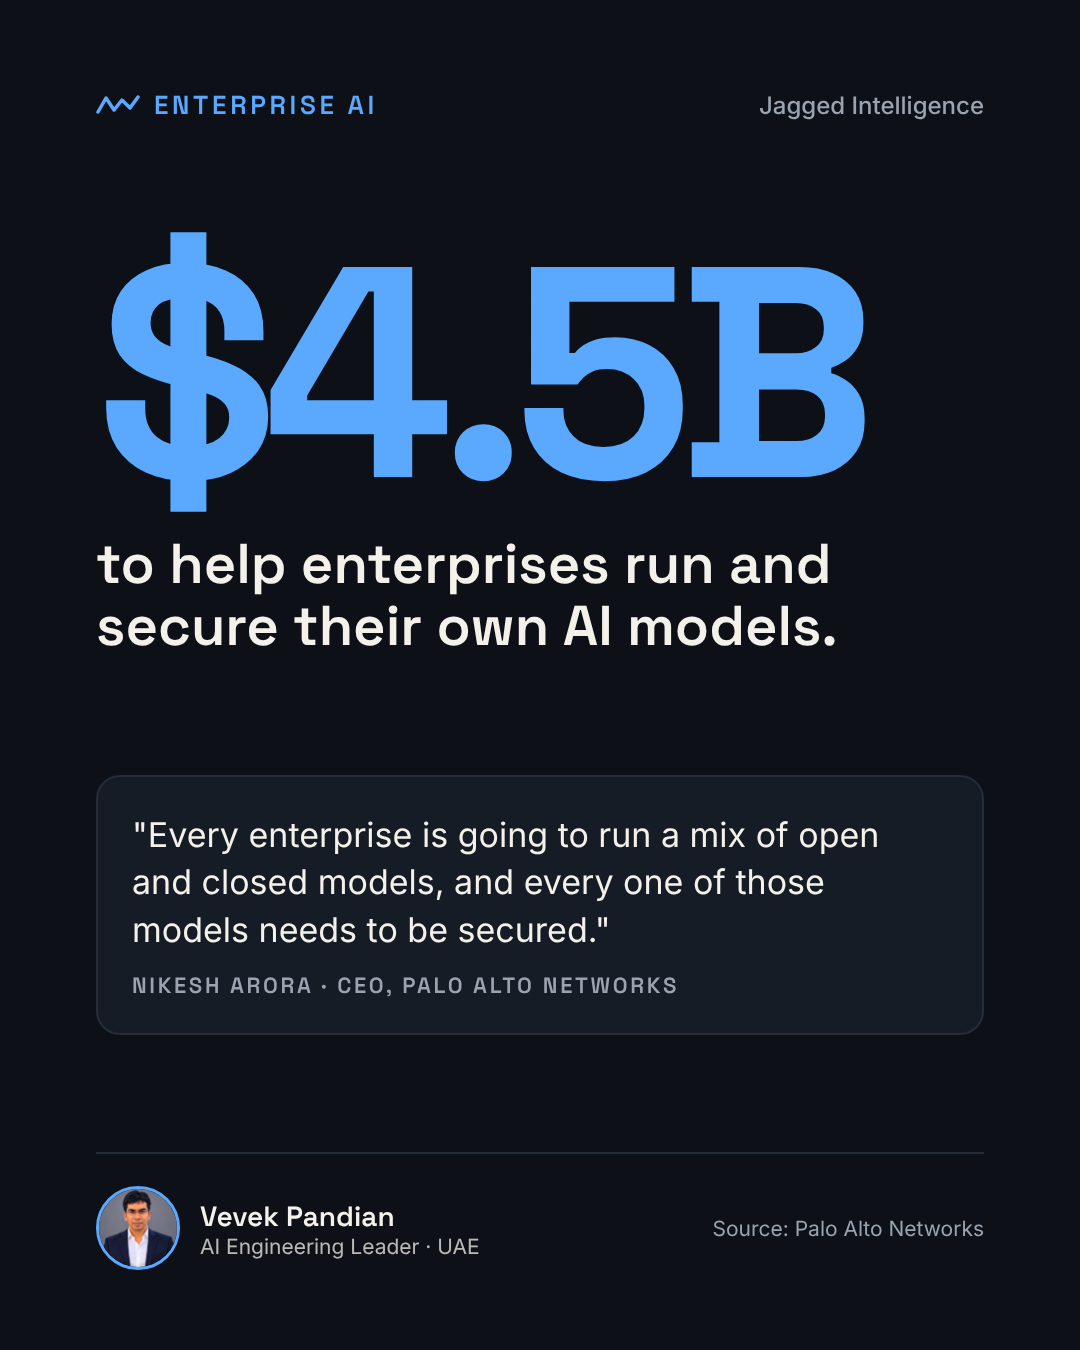 ENTERPRISE AI
Jagged Intelligence
$4.5B
to help enterprises run and
secure their own AI models.
"Every enterprise is going to run a mix of open
and closed models, and every one of those
models needs to be secured."
NIKESH ARORA · CEO, PALO ALTO NETWORKS
Vevek Pandian
AI Engineering Leader · UAE
Source: Palo Alto Networks